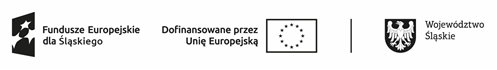 Fundusze Europejskie
dla Śląskiego
Dofinansowane przez
Unię Europejską
Województwo
Śląskie